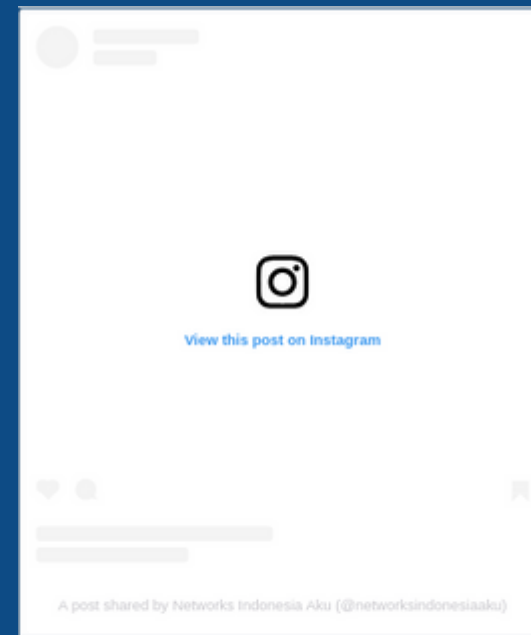 View this post on Instagram
A post shared by Networks Indonesia Aku (@networksindonesiaaku)